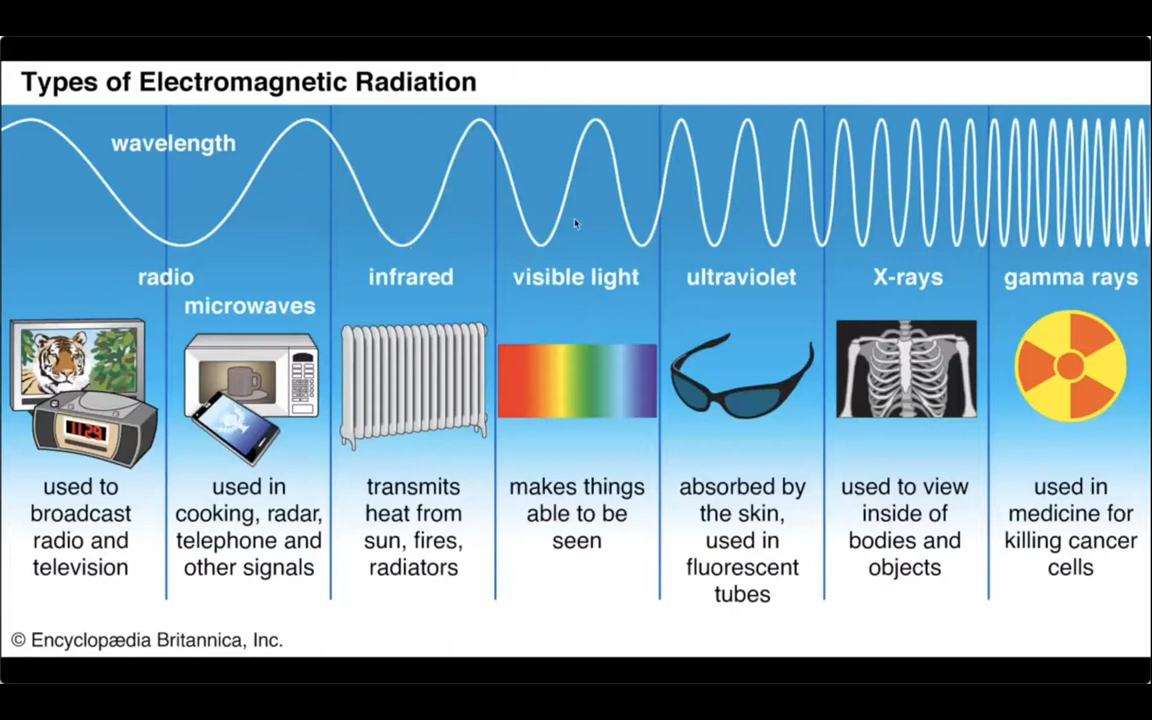 Types of Electromagnetic Radiation
wavelength
radio
microwaves
infrared
visible light
ultraviolet
X-rays
gamma rays
11:29
used to
broadcast
radio and
television
used in
cooking, radar,
telephone and
other signals
transmits
heat from
sun, fires,
radiators
makes things
able to be
seen
absorbed by
the skin,
used in
fluorescent
tubes
used to view
inside of
bodies and
objects
used in
medicine for
killing cancer
cells
© Encyclopædia Britannica, Inc.